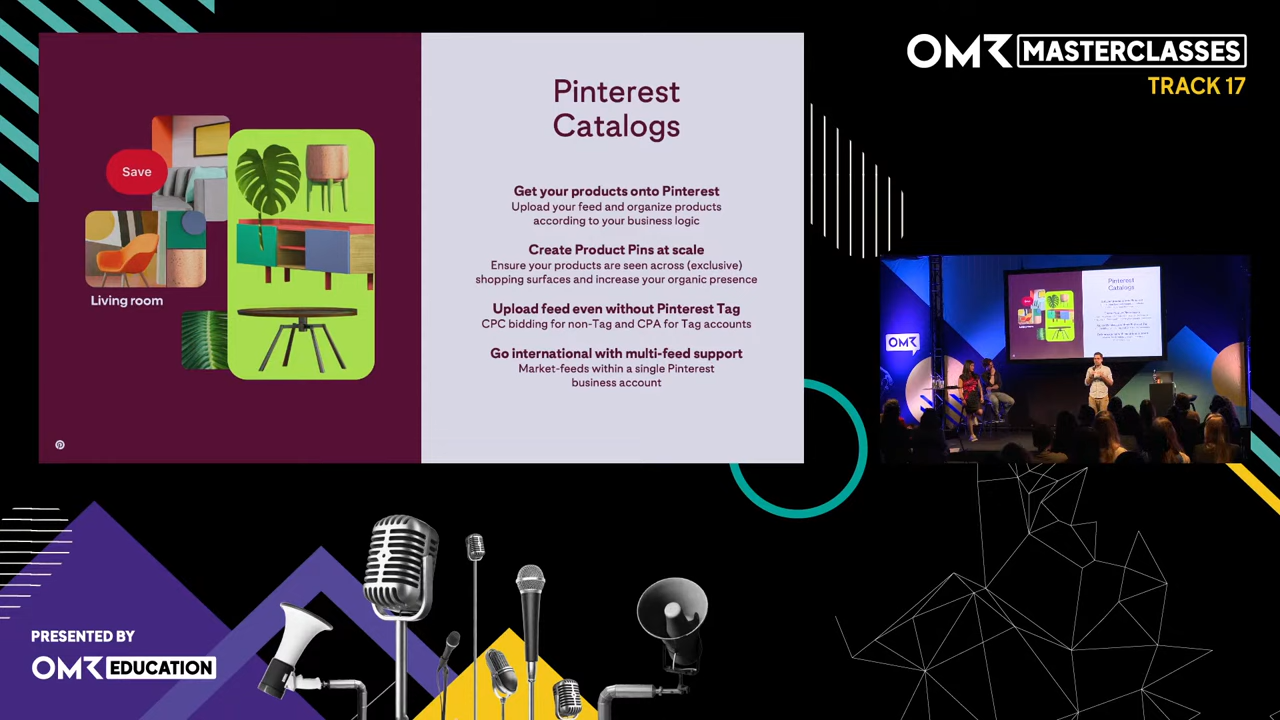 OMR MASTERCLASSES
TRACK 17
Save
Living room
Pinterest
Catalogs
Get your products onto Pinterest
Upload your feed and organize products
according to your business logic
Create Product Pins at scale
Ensure your products are seen across (exclusive)
shopping surfaces and increase your organic presence
Upload feed even without Pinterest Tag
CPC bidding for non-Tag and CPA for Tag accounts
Go international with multi-feed support
Market-feeds within a single Pinterest
business account
OMR
Pinterest
Catalogs
PRESENTED BY
OMR EDUCATION